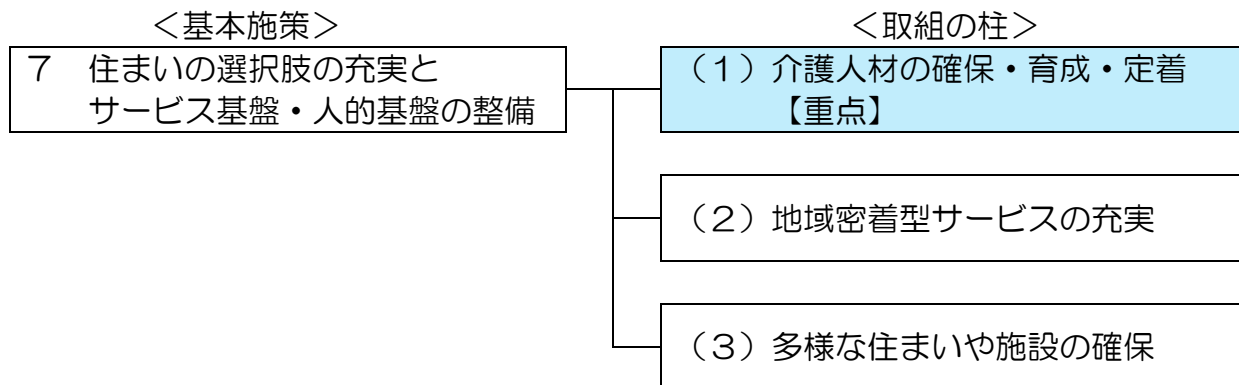 ＜基本施策＞
７　住まいの選択肢の充実と
サービス基盤・人的基盤の整備
＜取組の柱＞
（１）介護人材の確保・育成・定着
【重点】
（２）地域密着型サービスの充実
（３）多様な住まいや施設の確保